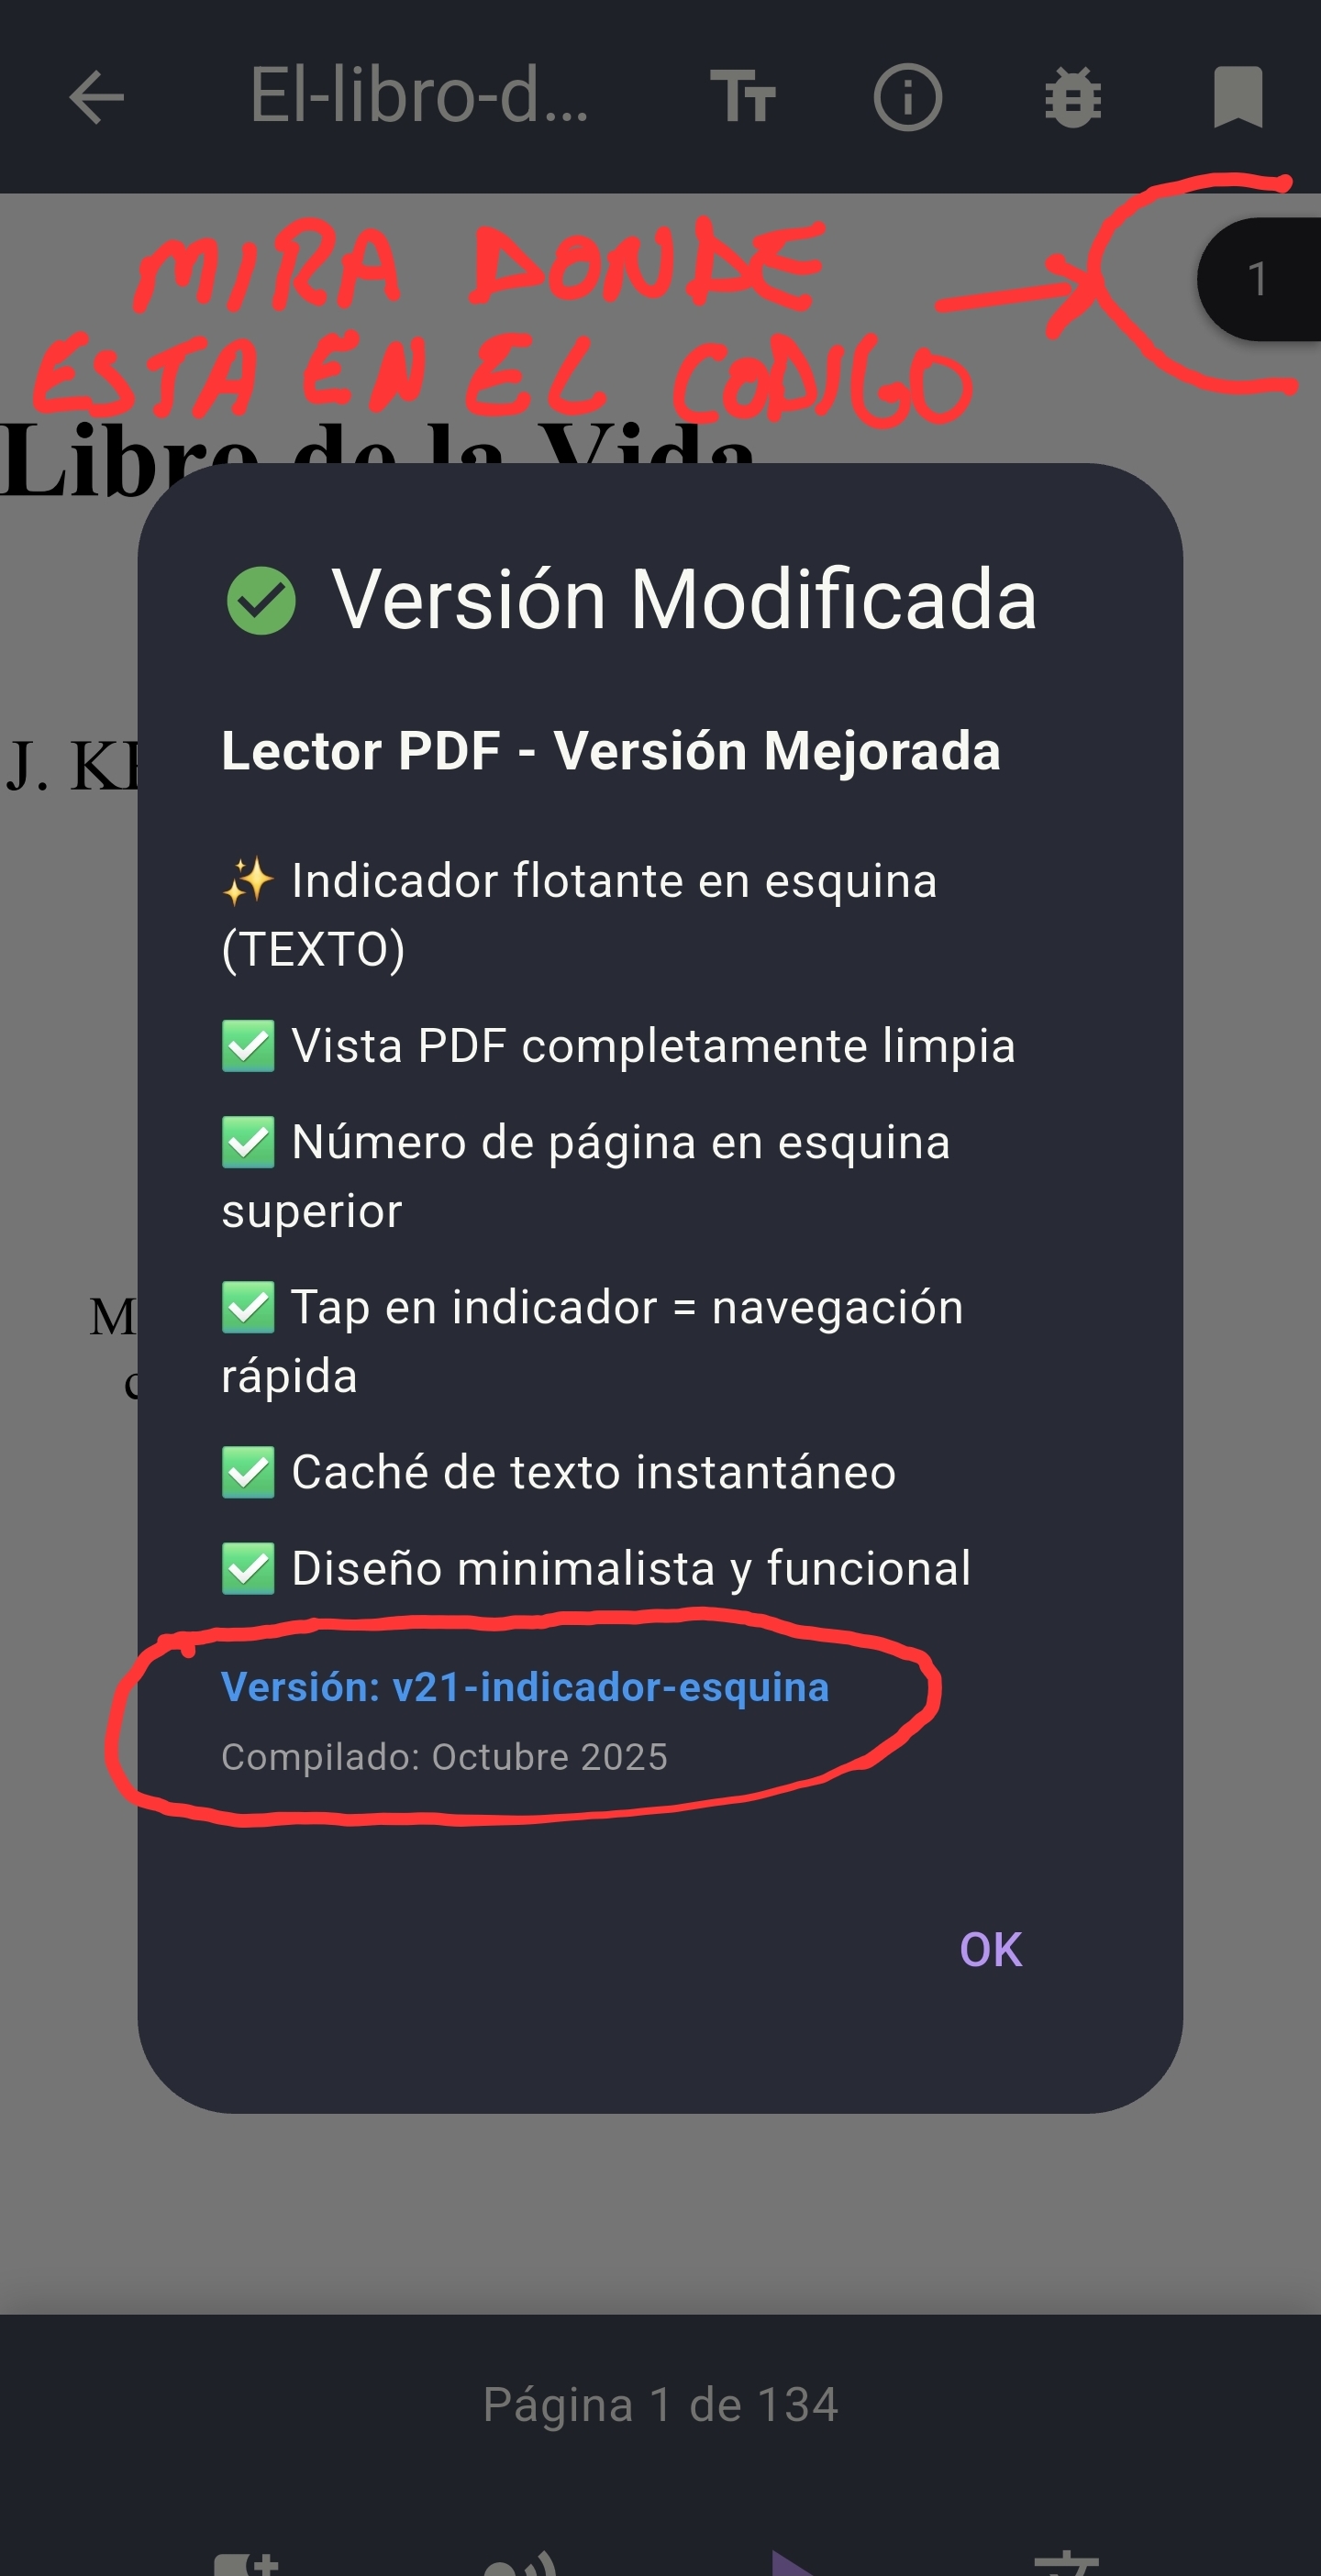 El-libro-d...
1
MIRA DONDE
ESTA EN EL CODIGO
Libro de la Vida
J. K
M
Versión Modificada
Lector PDF - Versión Mejorada
✨ Indicador flotante en esquina
(TEXTO)
✅ Vista PDF completamente limpia
✅ Número de página en esquina
superior
✅ Tap en indicador = navegación
rápida
✅ Caché de texto instantáneo
✅ Diseño minimalista y funcional
Versión: v21-indicador-esquina
Compilado: Octubre 2025
OK
Página 1 de 134